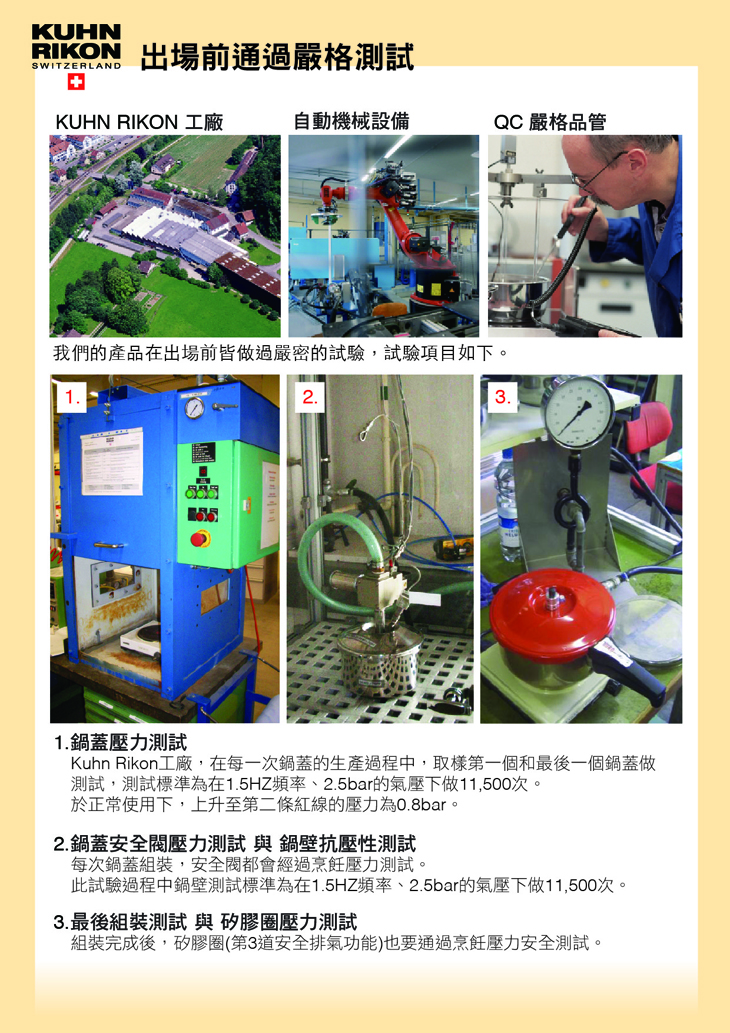 KUHN
RIKON
SWITZERLAND
出場前通過嚴格測試
KUHN RIKON 工廠
自動機械設備
QC 嚴格品管
我們的產品在出場前皆做過嚴密的試驗，試驗項目如下。
1.
2.
3.
1.鍋蓋壓力測試
Kuhn Rikon工廠，在每一次鍋蓋的生產過程中，取樣第一個和最後一個鍋蓋做
測試，測試標準為在1.5HZ頻率、2.5bar的氣壓下做11,500次。
於正常使用下，上升至第二條紅線的壓力為0.8bar。
2.鍋蓋安全閥壓力測試 與 鍋壁抗壓性測試
每次鍋蓋組裝，安全閥都會經過烹飪壓力測試。
此試驗過程中鍋壁測試標準為在1.5HZ頻率、2.5bar的氣壓下做11,500次。
3.最後組裝測試 與 矽膠圈壓力測試
組裝完成後，矽膠圈(第3道安全排氣功能)也要通過烹飪壓力安全測試。